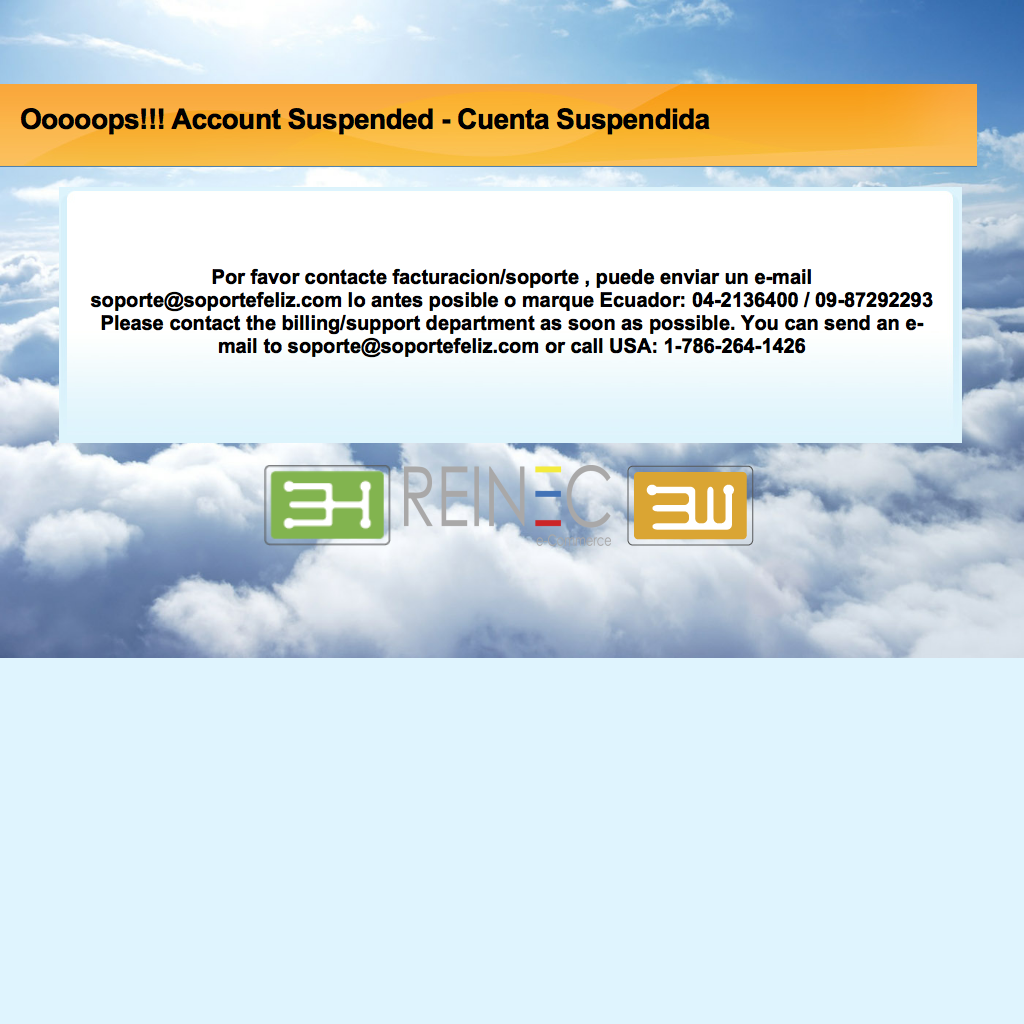 Ooooops!!! Account Suspended - Cuenta Suspendida
Por favor contacte facturacion/soporte , puede enviar un e-mail
soporte@soportefeliz.com lo antes posible o marque Ecuador: 04-2136400 / 09-87292293
Please contact the billing/support department as soon as possible. You can send an e-
mail to soporte@soportefeliz.com or call USA: 1-786-264-1426
3H REINEC 3W